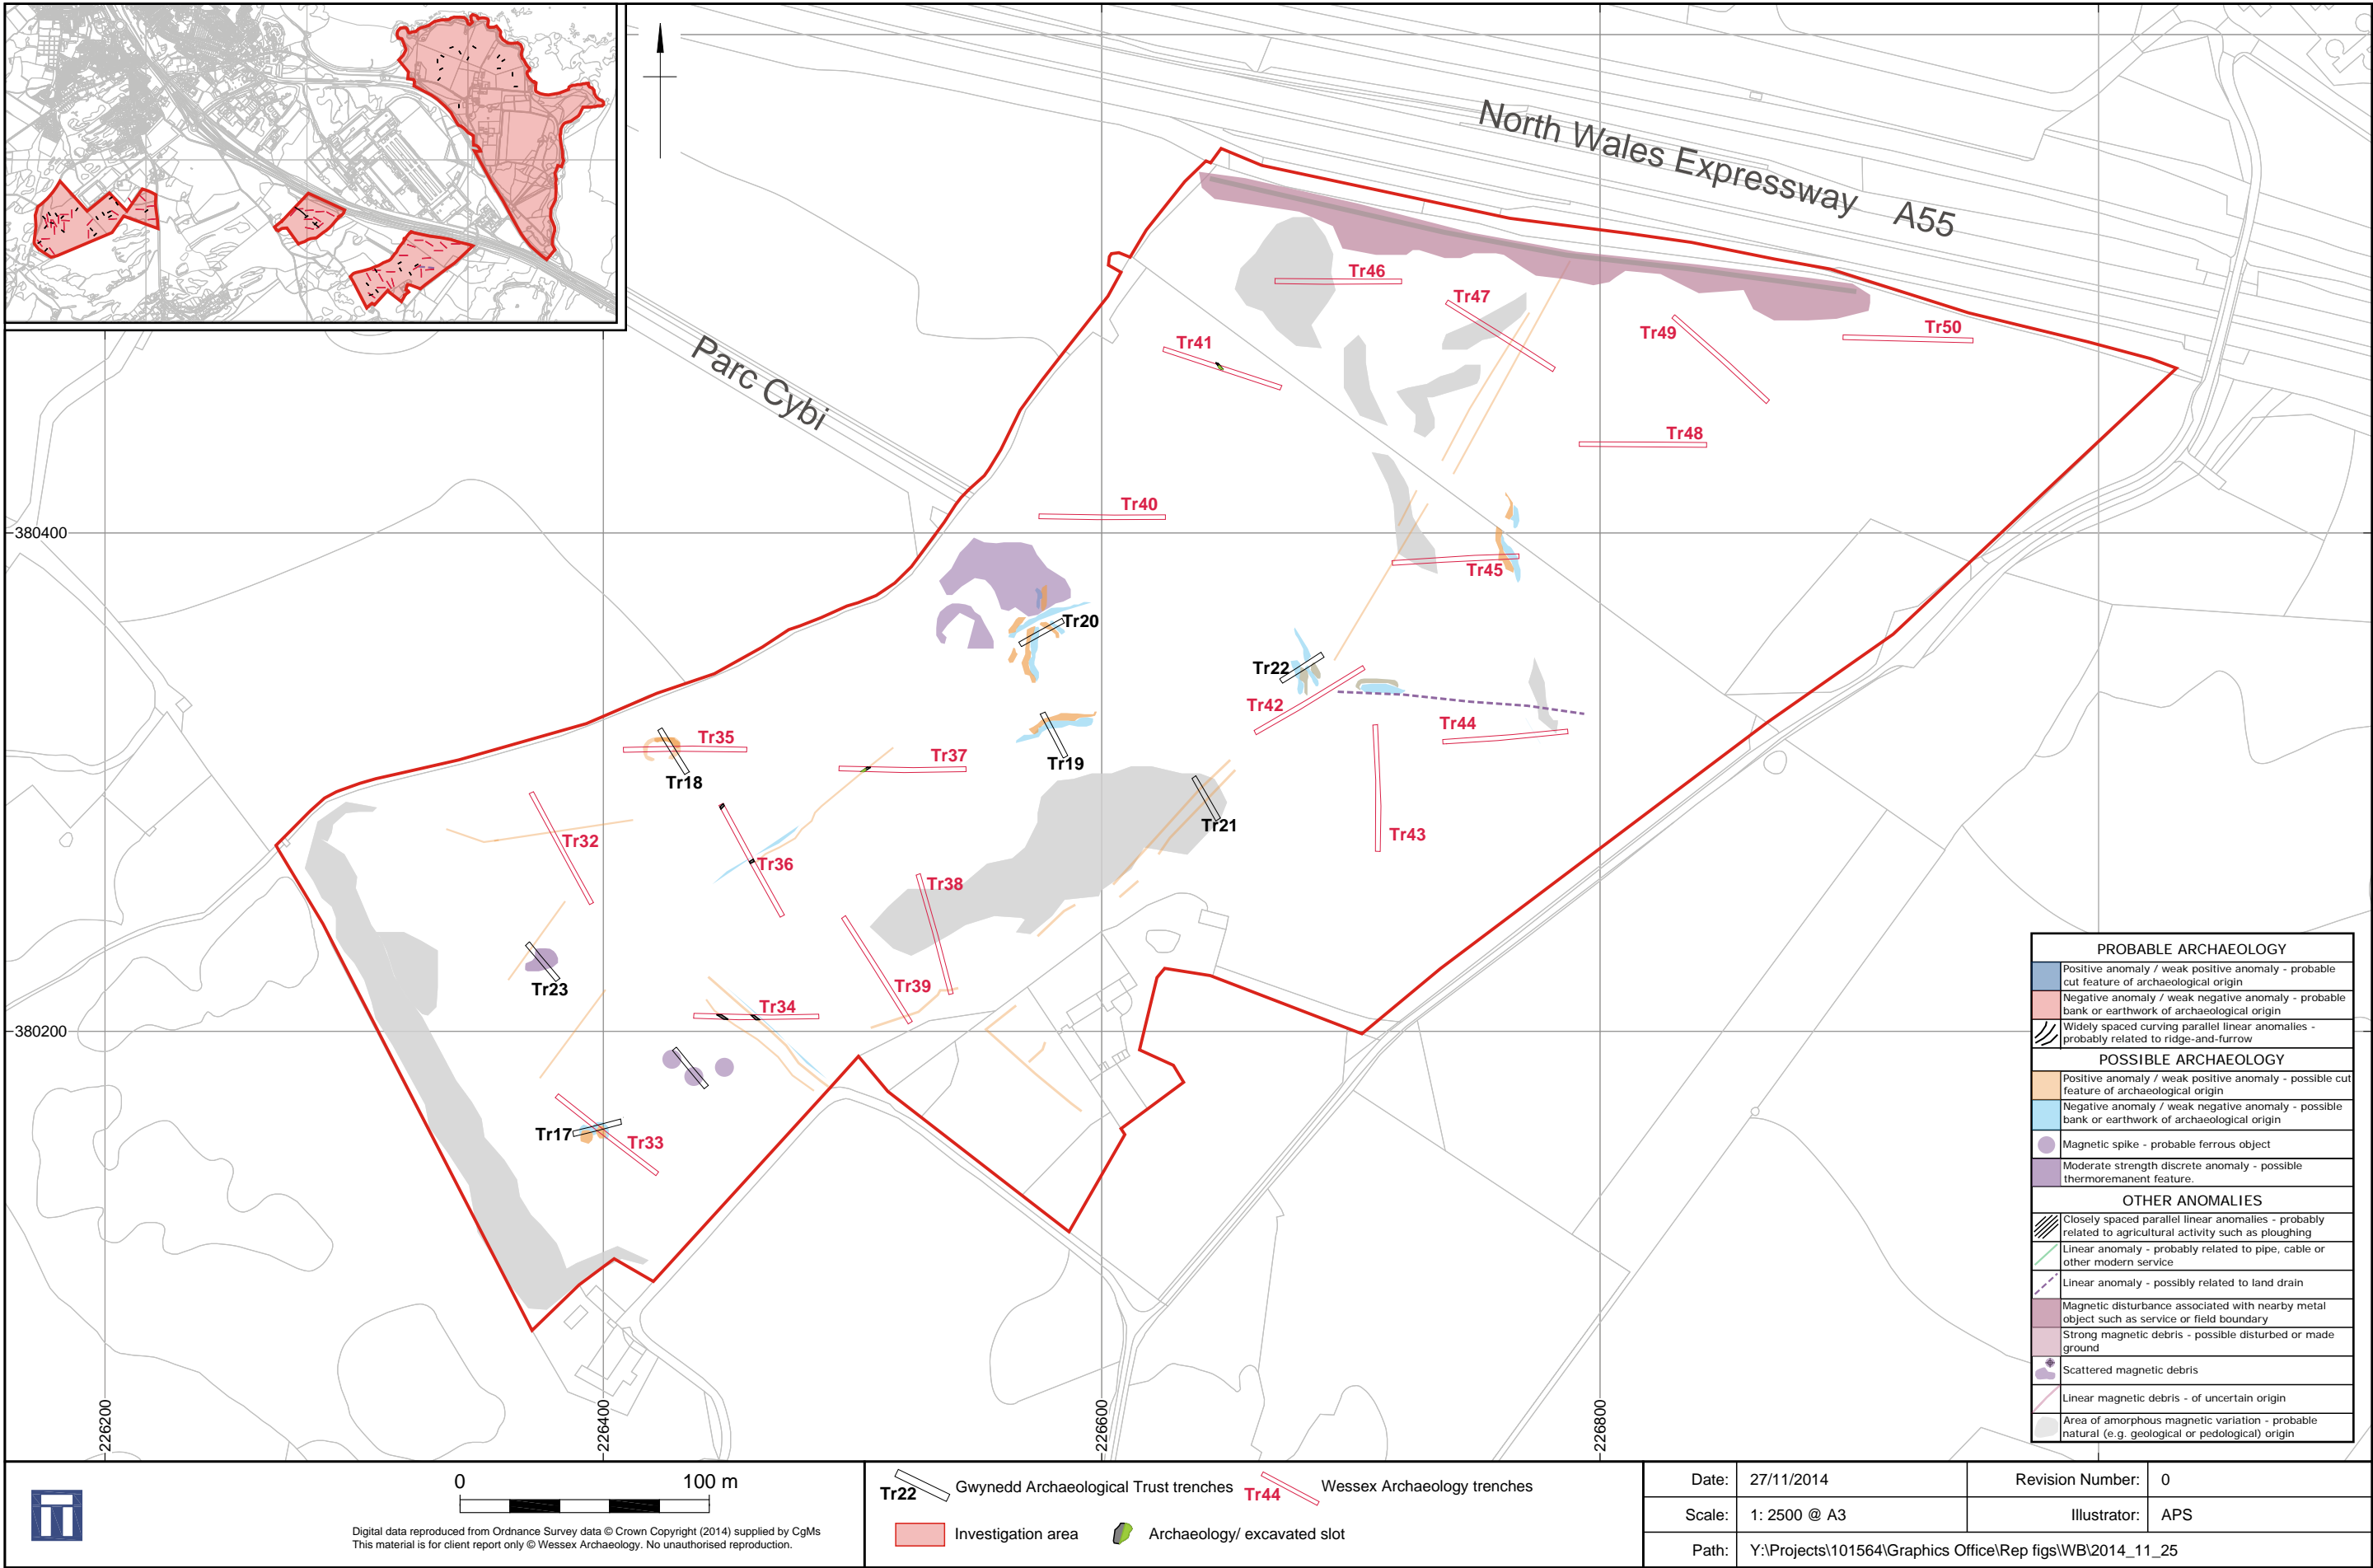 North Wales Expressway A55
Parc Cybi
Tr46
Tr47
Tr41
Tr49
Tr50
Tr48
Tr40
380400
Tr45
Tr20
Tr22
Tr42
Tr44
Tr35
Tr37
Tr19
Tr18
Tr21
Tr43
Tr32
Tr36
Tr38
Tr23
Tr39
Tr34
380200
Tr17
Tr33
226200
226400
226600
226800
PROBABLE ARCHAEOLOGY
Positive anomaly / weak positive anomaly - probable
cut feature of archaeological origin
Negative anomaly / weak negative anomaly - probable
bank or earthwork of archaeological origin
Widely spaced curving parallel linear anomalies -
probably related to ridge-and-furrow
POSSIBLE ARCHAEOLOGY
Positive anomaly / weak positive anomaly - possible cut
feature of archaeological origin
Negative anomaly / weak negative anomaly - possible
bank or earthwork of archaeological origin
Magnetic spike - probable ferrous object
Moderate strength discrete anomaly - possible
thermoremanent feature.
OTHER ANOMALIES
Closely spaced parallel linear anomalies - probably
related to agricultural activity such as ploughing
Linear anomaly - probably related to pipe, cable or
other modern service
Linear anomaly - possibly related to land drain
Magnetic disturbance associated with nearby metal
object such as service or field boundary
Strong magnetic debris - possible disturbed or made
ground
Scattered magnetic debris
Linear magnetic debris - of uncertain origin
Area of amorphous magnetic variation - probable
natural (e.g. geological or pedological) origin
0 100 m
Digital data reproduced from Ordnance Survey data © Crown Copyright (2014) supplied by CgMs
This material is for client report only © Wessex Archaeology. No unauthorised reproduction.
Tr22 Gwynedd Archaeological Trust trenches
Tr44 Wessex Archaeology trenches
Investigation area
Archaeology/ excavated slot
Date: 27/11/2014 Revision Number: 0
Scale: 1: 2500 @ A3 Illustrator: APS
Path: Y:\Projects\101564\Graphics Office\Rep figs\WB\2014_11_25